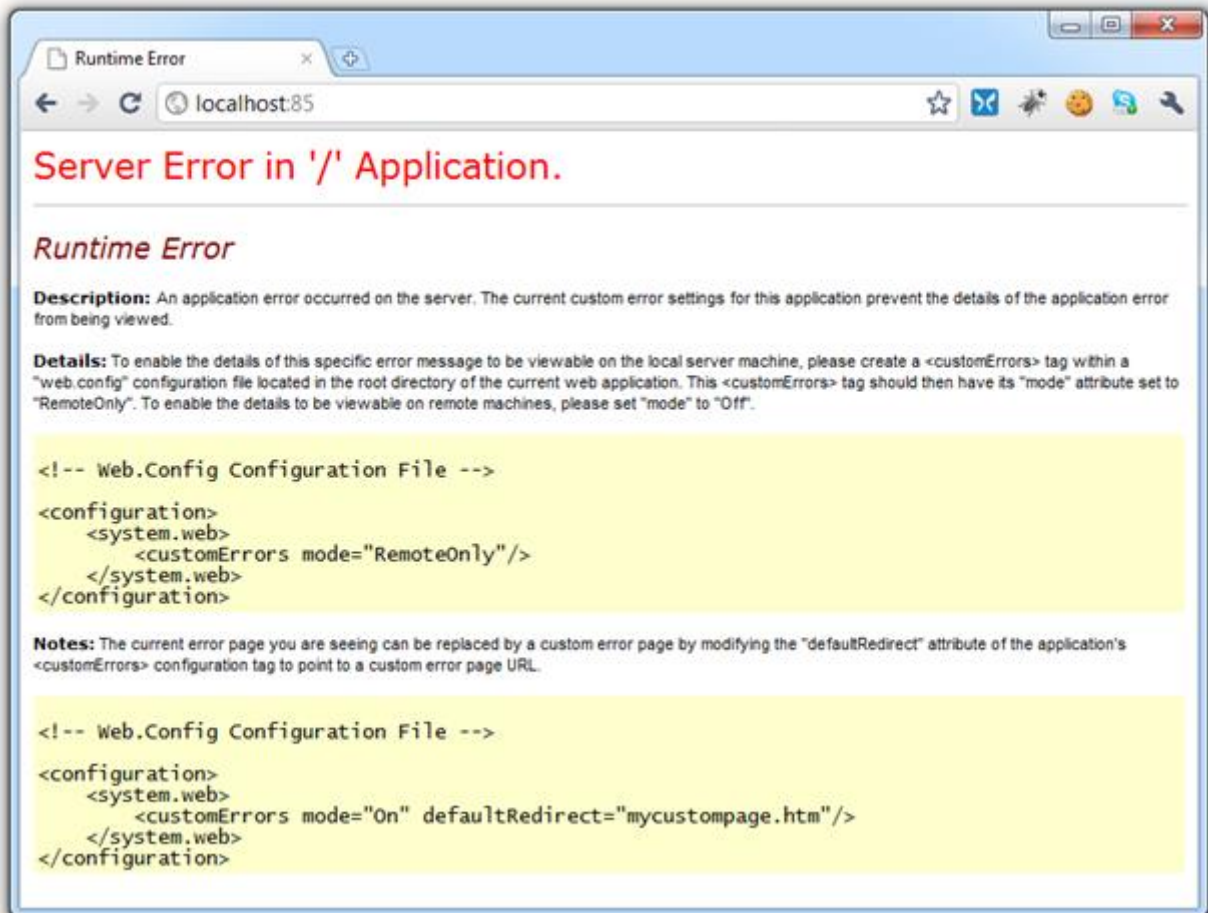 Runtime Error
localhost:85
Server Error in '/' Application.
Runtime Error
Description: An application error occurred on the server. The current custom error settings for this application prevent the details of the application error
from being viewed.
Details: To enable the details of this specific error message to be viewable on the local server machine, please create a <customErrors> tag within a
"web.config" configuration file located in the root directory of the current web application. This <customErrors> tag should then have its "mode" attribute set to
"RemoteOnly". To enable the details to be viewable on remote machines, please set "mode" to "Off".
<!-- Web.Config Configuration File -->
<configuration>
    <system.web>
        <customErrors mode="RemoteOnly"/>
    </system.web>
</configuration>
Notes: The current error page you are seeing can be replaced by a custom error page by modifying the "defaultRedirect" attribute of the application's
<customErrors> configuration tag to point to a custom error page URL.
<!-- Web.Config Configuration File -->
<configuration>
    <system.web>
        <customErrors mode="On" defaultRedirect="mycustompage.htm"/>
    </system.web>
</configuration>